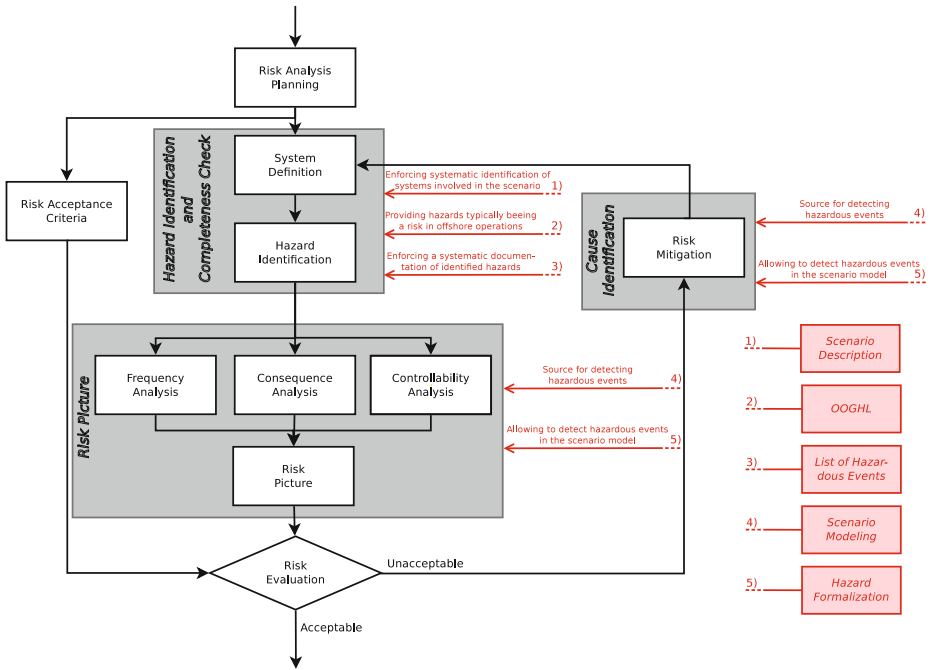 Risk Analysis
Planning
Hazard Identification
and
Completeness Check
System
Definition
Enforcing systematic identification of
systems involved in the scenario
1)
Risk Acceptance
Criteria
Providing hazards typically beeing
a risk in offshore operations
2)
Hazard
Identification
Enforcing a systematic documen-
tation of identified hazards
3)
Cause
Identification
Risk
Mitigation
Source for detecting
hazardous events
4)
Allowing to detect hazardous events
in the scenario model
5)
Risk Picture
Frequency
Analysis
Consequence
Analysis
Controllability
Analysis
Source for detecting
hazardous events
4)
Allowing to detect hazardous events
in the scenario model
5)
Risk
Picture
Risk
Evaluation
Unacceptable
Acceptable
1)
Scenario
Description
2)
OOGHL
3)
List of Hazar-
dous Events
4)
Scenario
Modeling
5)
Hazard
Formalization